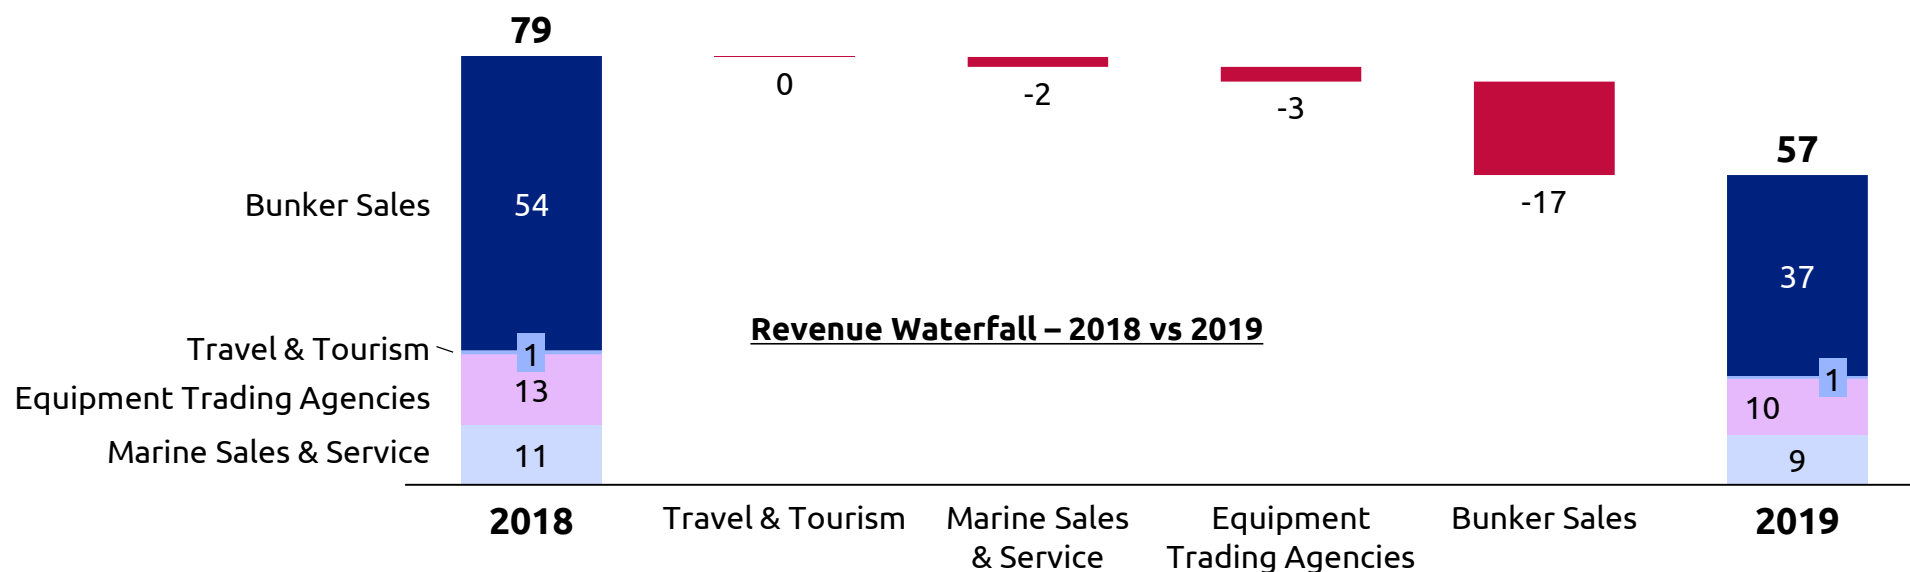 79
0
-2
-3
57
Bunker Sales
54
-17
37
Revenue Waterfall – 2018 vs 2019
Travel & Tourism
1
1
Equipment Trading Agencies
13
10
Marine Sales & Service
11
9
2018
Travel & Tourism
Marine Sales
& Service
Equipment
Trading Agencies
Bunker Sales
2019